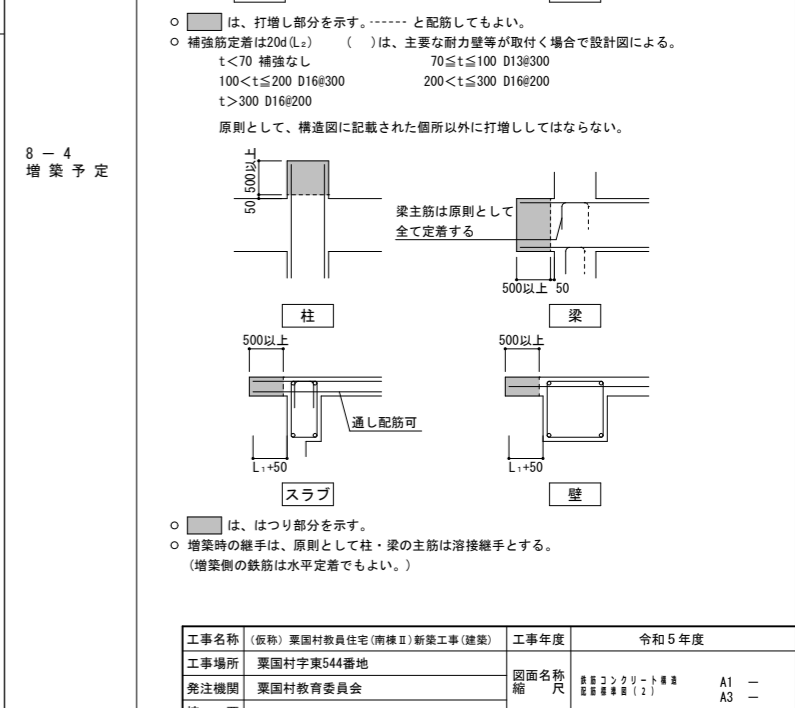 ○ は、打増し部分を示す。------ と配筋してもよい。
○ 補強筋定着は20d(L₂) ( )は、主要な耐力壁等が取付く場合で設計図による。
t＜70 補強なし 70≦t≦100 D13@300
100＜t≦200 D16@300 200＜t≦300 D16@200
t＞300 D16@200
原則として、構造図に記載された個所以外に打増ししてはならない。
8 － 4
増 築 予 定
500以上
50
梁主筋は原則として
全て定着する
500以上 50
柱
梁
500以上
500以上
通し配筋可
L₁+50
L₁+50
スラブ
壁
○ は、はつり部分を示す。
○ 増築時の継手は、原則として柱・梁の主筋は溶接継手とする。
(増築側の鉄筋は水平定着でもよい。)
工事名称 (仮称) 粟国村教員住宅(南棟Ⅱ)新築工事(建築) 工事年度 令和５年度
工事場所 粟国村字東544番地
図面名称
縮 尺
鉄筋コンクリート構造
配筋標準図(2)
A1 －
A3 －
発注機関 粟国村教育委員会